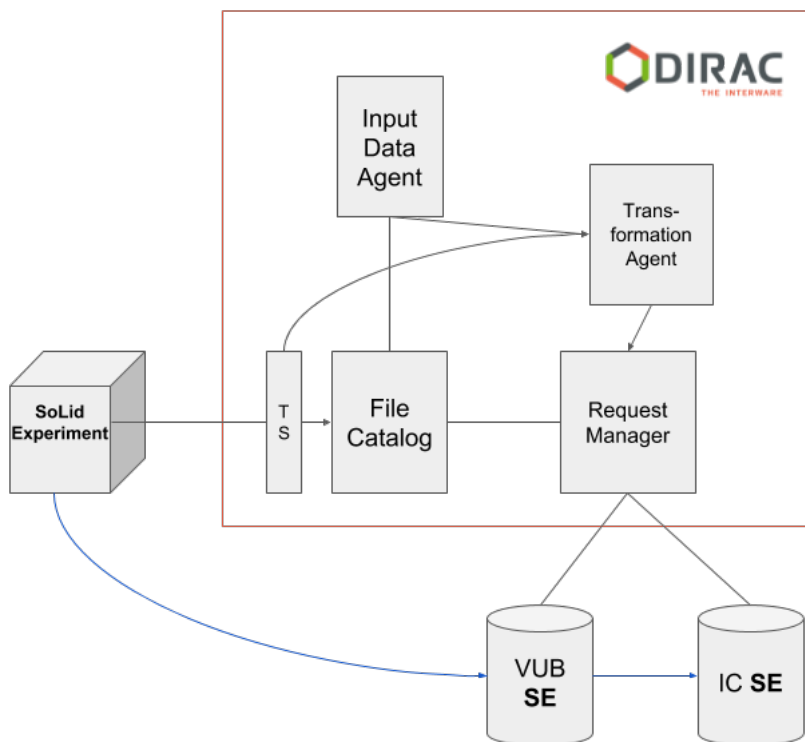 DIRAC
THE INTERWARE
Input
Data
Agent
Trans-
formation
Agent
SoLid
Experiment
T
S
File
Catalog
Request
Manager
VUB
SE
IC SE